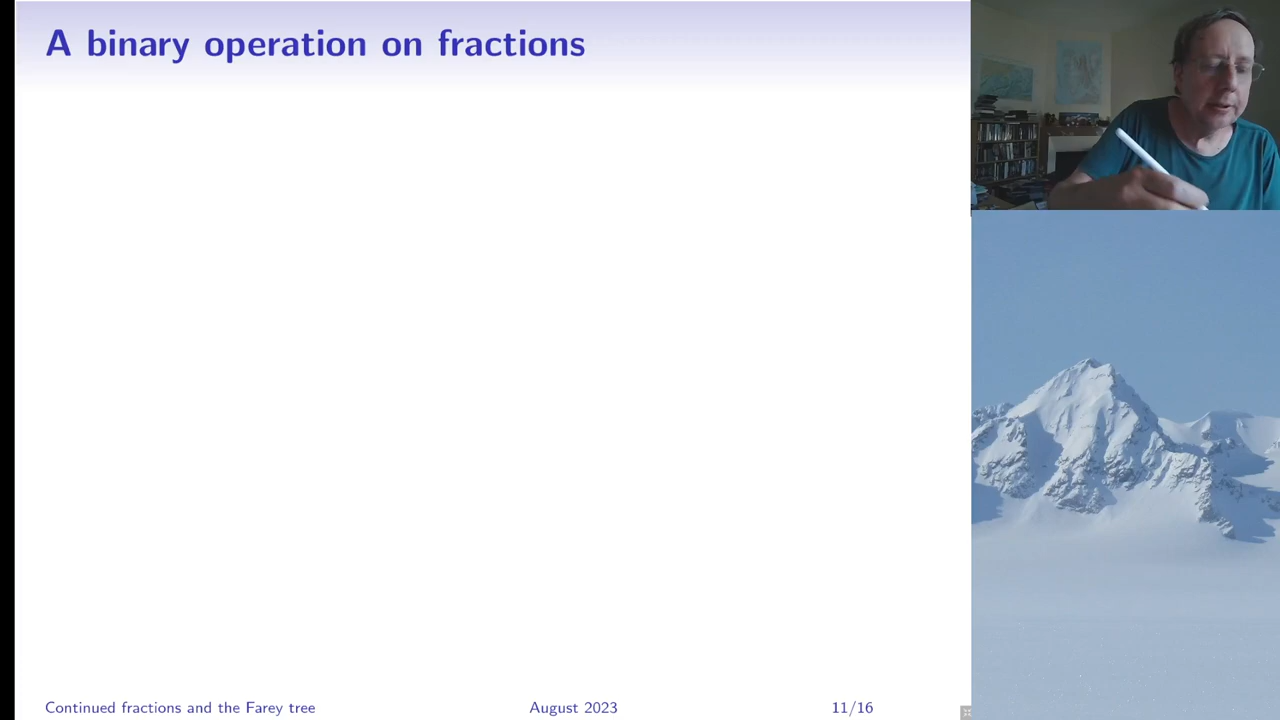 A binary operation on fractions
Continued fractions and the Farey tree
August 2023
11/16